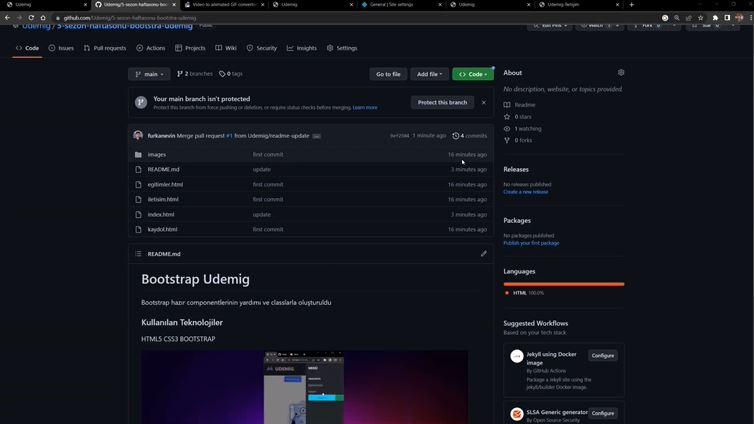 Udemig
Udemig/5-sezon-haftasonu-bootstra
Video to animated GIF convert
Udemig
General | Site settings
Udemig
Udemig-İletişim
github.com/Udemig/5-sezon-haftasonu-bootstra-udemig
Udemig / 5-sezon-haftasonu-bootstra-udemig
Public
Code
Issues
Pull requests
Actions
Projects
Wiki
Security
Insights
Settings
main
2 branches
0 tags
Go to file
Add file
Code
Your main branch isn't protected
Protect this branch from force pushing or deletion, or require status checks before merging. Learn more
Protect this branch
furkanevin Merge pull request #1 from Udemig/readme-update
1 minute ago
4 commits
images first commit 16 minutes ago
README.md update 3 minutes ago
egitimler.html first commit 16 minutes ago
iletisim.html first commit 16 minutes ago
index.html update 3 minutes ago
kaydol.html first commit 16 minutes ago
README.md
Bootstrap Udemig
Bootstrap hazır componentlerinin yardımı ve classlarla oluşturuldu
Kullanılan Teknolojiler
HTML5 CSS3 BOOTSTRAP
UDEMIG
MENÜ
About
No description, website, or topics provided.
Readme
0 stars
1 watching
0 forks
Releases
No releases published
Create a new release
Packages
No packages published
Publish your first package
Languages
HTML 100.0%
Suggested Workflows
Based on your tech stack
Jekyll using Docker image
Configure
By GitHub Actions
Package a Jekyll site using the jekyll/builder Docker image.
SLSA Generic generator
Configure
By Open Source Security